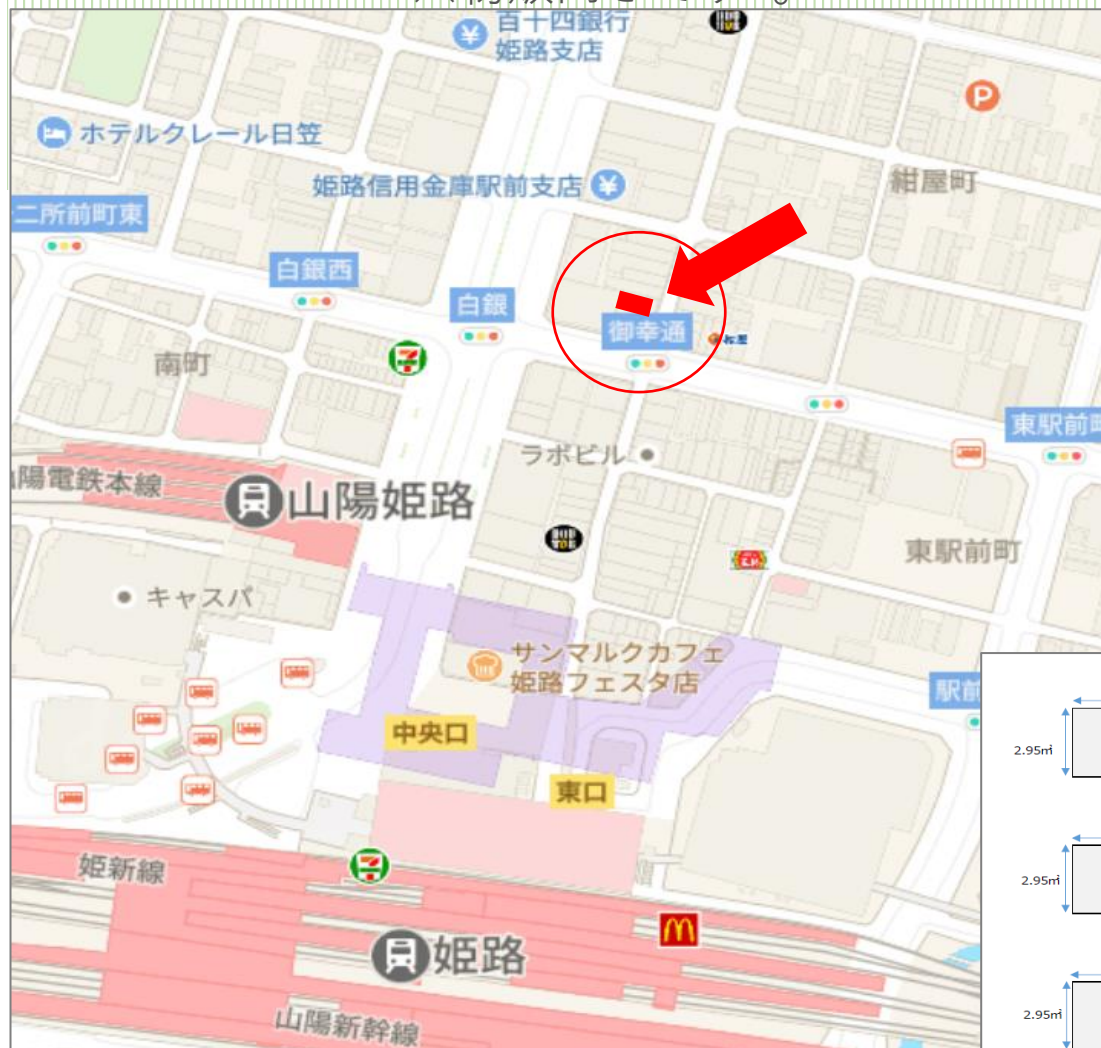 百十四銀行
姫路支店
P
ホテルクレール日笠
姫路信用金庫駅前支店
紺屋町
二所前町東
白銀西
白銀
御幸通
松屋
南町
ラボビル
東駅前町
陽電鉄本線
山陽姫路
東駅前町
キャスパ
サンマルクカフェ
姫路フェスタ店
駅前
中央口
東口
2.95㎡
2.95㎡
2.95㎡
姫新線
姫路
山陽新幹線